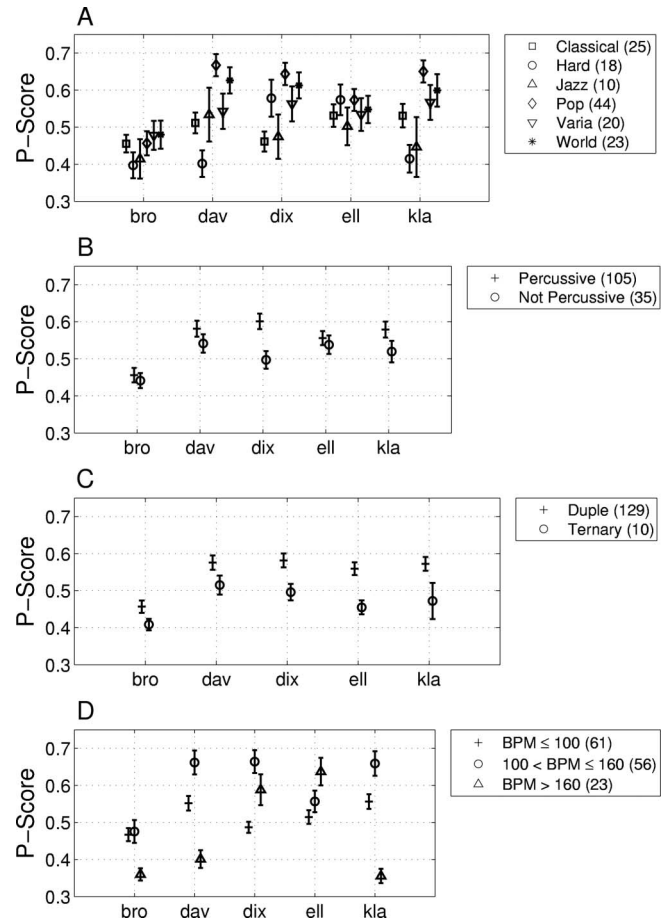 A
P-Score
0.7
0.6
0.5
0.4
0.3
bro dav dix ell kla
Classical (25)
Hard (18)
Jazz (10)
Pop (44)
Varia (20)
World (23)
B
P-Score
0.7
0.6
0.5
0.4
0.3
bro dav dix ell kla
Percussive (105)
Not Percussive (35)
C
P-Score
0.7
0.6
0.5
0.4
0.3
bro dav dix ell kla
Duple (129)
Ternary (10)
D
P-Score
0.7
0.6
0.5
0.4
0.3
bro dav dix ell kla
BPM ≤ 100 (61)
100 < BPM ≤ 160 (56)
BPM > 160 (23)